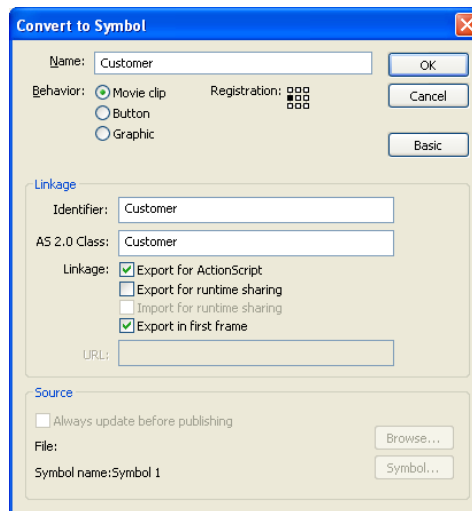 Convert to Symbol
Name: Customer OK
Behavior: Movie clip Registration: Cancel
Button
Graphic
Basic
Linkage
Identifier: Customer
AS 2.0 Class: Customer
Linkage: Export for ActionScript
Export for runtime sharing
Import for runtime sharing
Export in first frame
URL:
Source
Always update before publishing
File: Browse...
Symbol name:Symbol 1 Symbol...